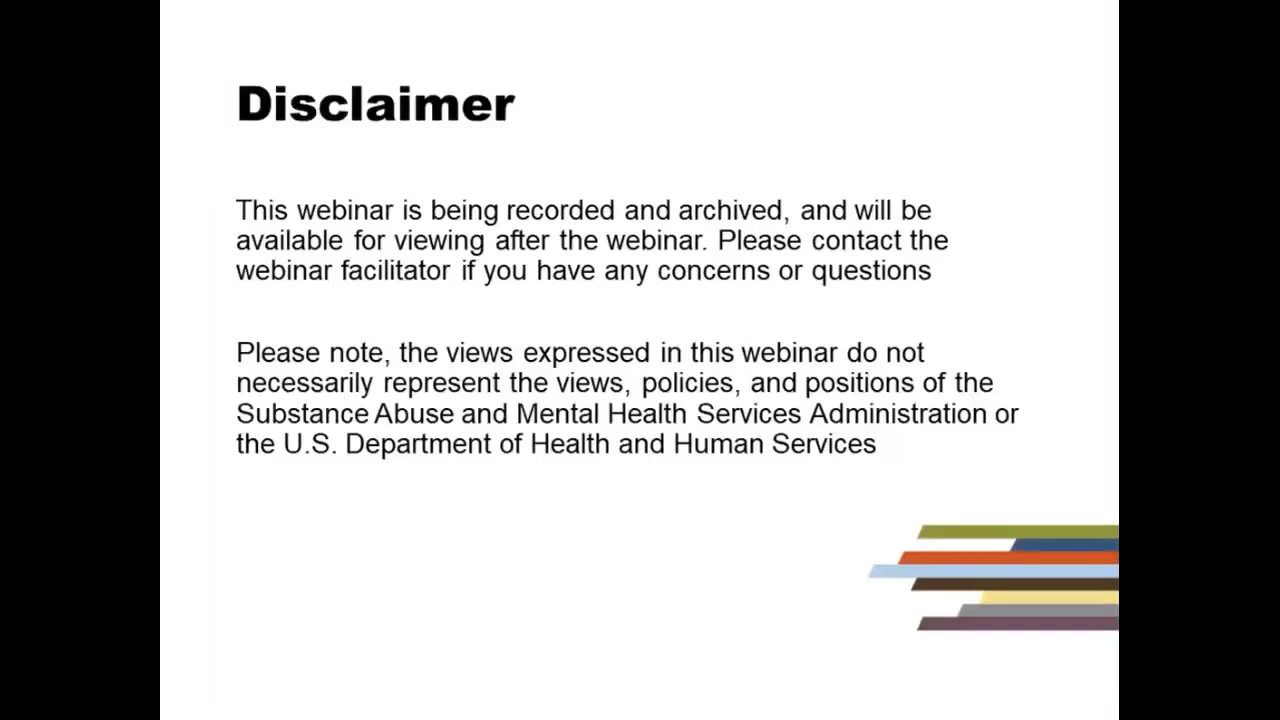 Disclaimer
This webinar is being recorded and archived, and will be
available for viewing after the webinar. Please contact the
webinar facilitator if you have any concerns or questions
Please note, the views expressed in this webinar do not
necessarily represent the views, policies, and positions of the
Substance Abuse and Mental Health Services Administration or
the U.S. Department of Health and Human Services